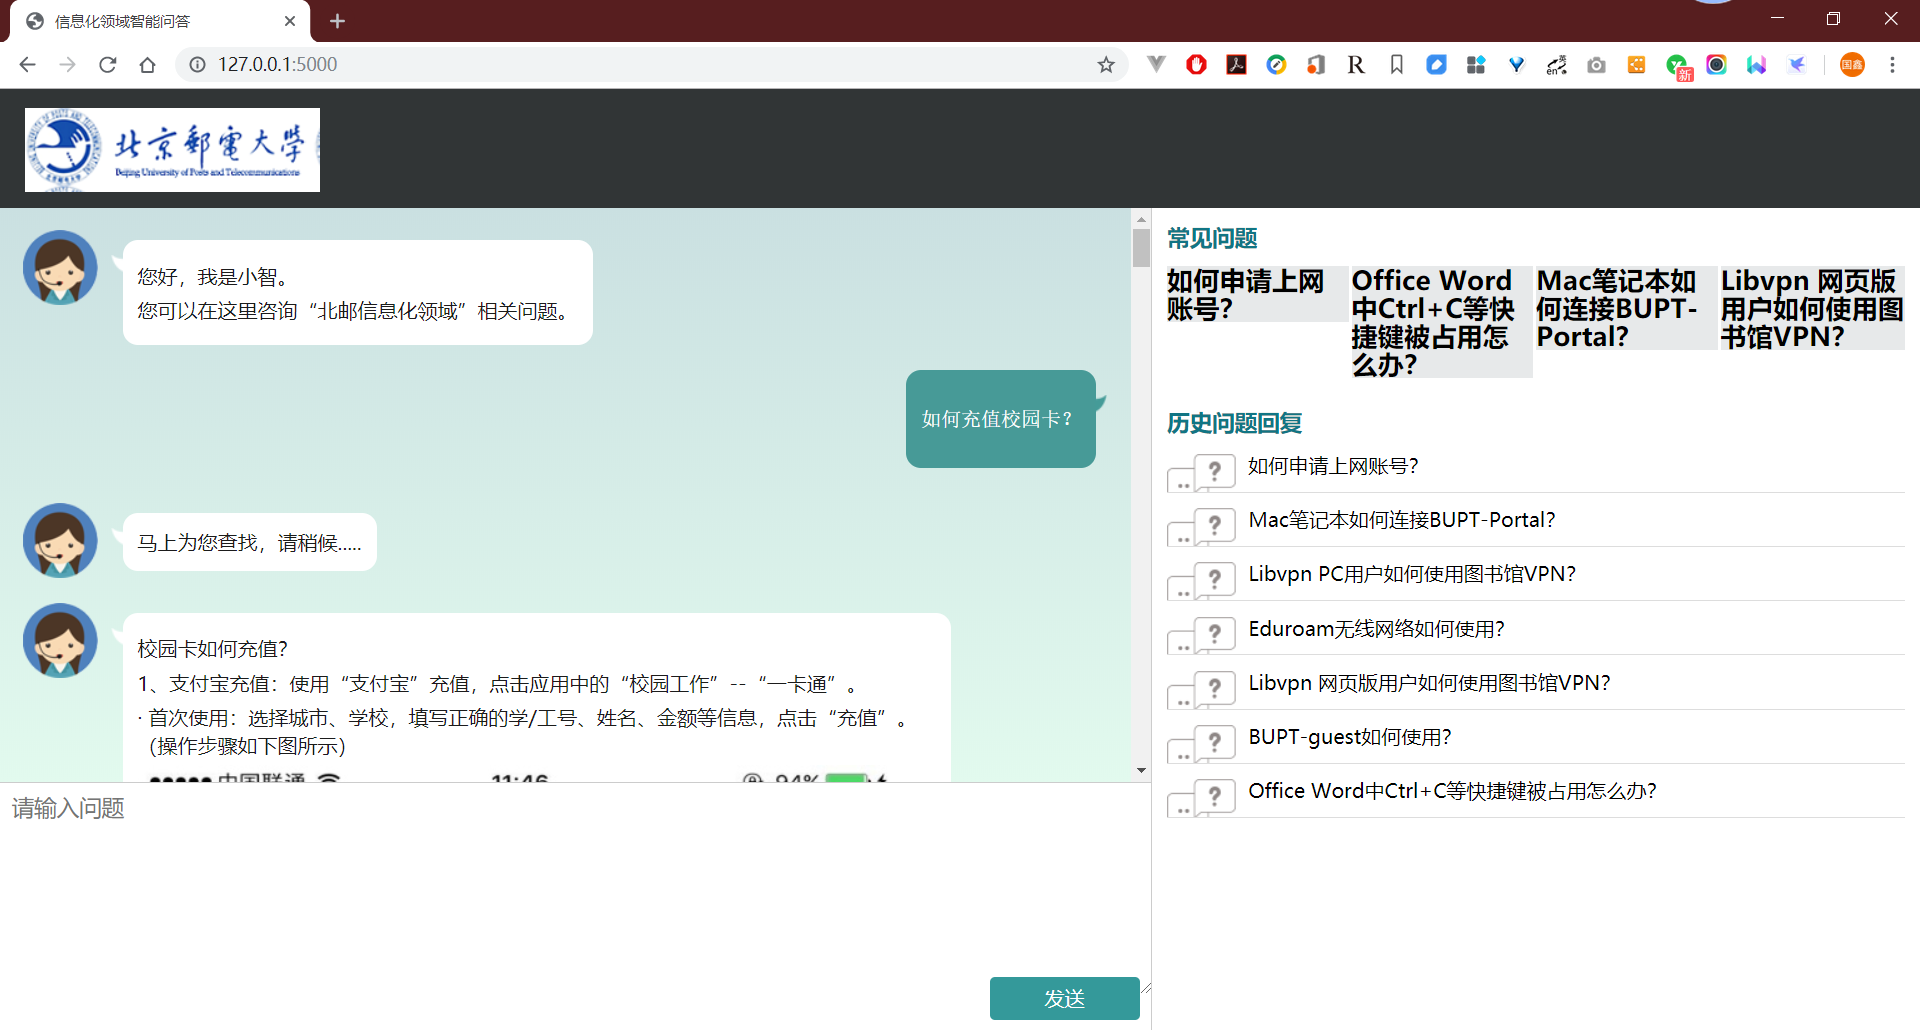 信息化领域智能问答
127.0.0.1:5000
新
国鑫
北京郵電大學
Beijing University of Posts and Telecommunications
您好，我是小智。
您可以在这里咨询“北邮信息化领域”相关问题。
如何充值校园卡？
马上为您查找，请稍候.....
校园卡如何充值？
1、支付宝充值：使用“支付宝”充值，点击应用中的“校园工作”--“一卡通”。
· 首次使用：选择城市、学校，填写正确的学/工号、姓名、金额等信息，点击“充值”。
（操作步骤如下图所示）
中国联通 11:46 94%
请输入问题
发送
常见问题
如何申请上网
账号？
Office Word
中Ctrl+C等快
捷键被占用怎
么办？
Mac笔记本如
何连接BUPT-
Portal？
Libvpn 网页版
用户如何使用图
书馆VPN？
历史问题回复
如何申请上网账号？
Mac笔记本如何连接BUPT-Portal？
Libvpn PC用户如何使用图书馆VPN？
Eduroam无线网络如何使用？
Libvpn 网页版用户如何使用图书馆VPN？
BUPT-guest如何使用？
Office Word中Ctrl+C等快捷键被占用怎么办？